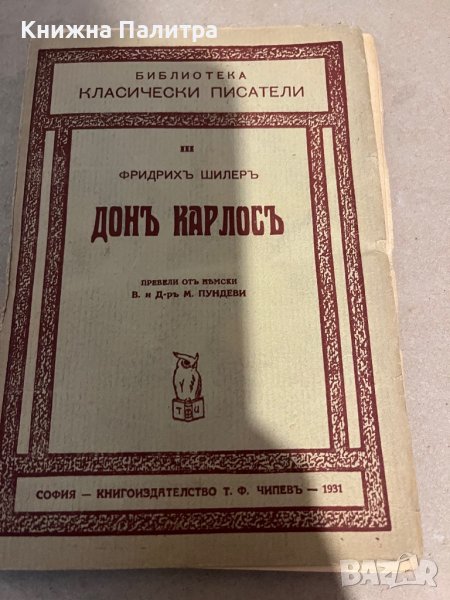 Книжна Палитра
БИБЛИОТЕКА
КЛАСИЧЕСКИ ПИСАТЕЛИ
III
ФРИДРИХЪ ШИЛЕРЪ
ДОНЪ КАРЛОСЪ
ПРЕВЕЛИ ОТЪ НѢМСКИ
В. и Д-ръ М. ПУНДЕВИ
Т Ф Ч
СОФИЯ — КНИГОИЗДАТЕЛСТВО Т. Ф. ЧИПЕВЪ — 1931
BAZAR